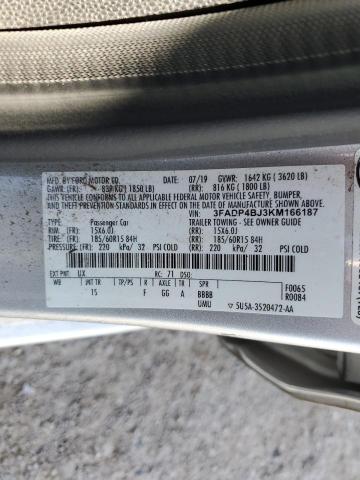 MFD. BY FORD MOTOR CO.
DATE: 07/19 GVWR: 1642 KG ( 3620 LB)
GAWR: (FR) 839 KG ( 1850 LB) (RR) 816 KG ( 1800 LB)
THIS VEHICLE CONFORMS TO ALL APPLICABLE FEDERAL MOTOR VEHICLE SAFETY, BUMPER,
AND THEFT PREVENTION STANDARDS IN EFFECT ON THE DATE OF MANUFACTURE SHOWN ABOVE.
VIN: 3FADP4BJ3KM166187
TYPE: Passenger Car TRAILER TOWING - SEE OWNER GUIDE
RIM: (FR) 15X6.0J (RR) 15X6.0J
TIRES: (FR) 185/60R15 84H (RR) 185/60R15 84H
PRESSURE: (FR) 220 kPa/ 32 PSI COLD (RR) 220 kPa/ 32 PSI COLD
EXT PNT: UX RC: 71 DSO:
WB INT TR TP/PS R AXLE TR SPR F0065
15 F GG A BBBB R0084
UMU 5U5A-3520472-AA